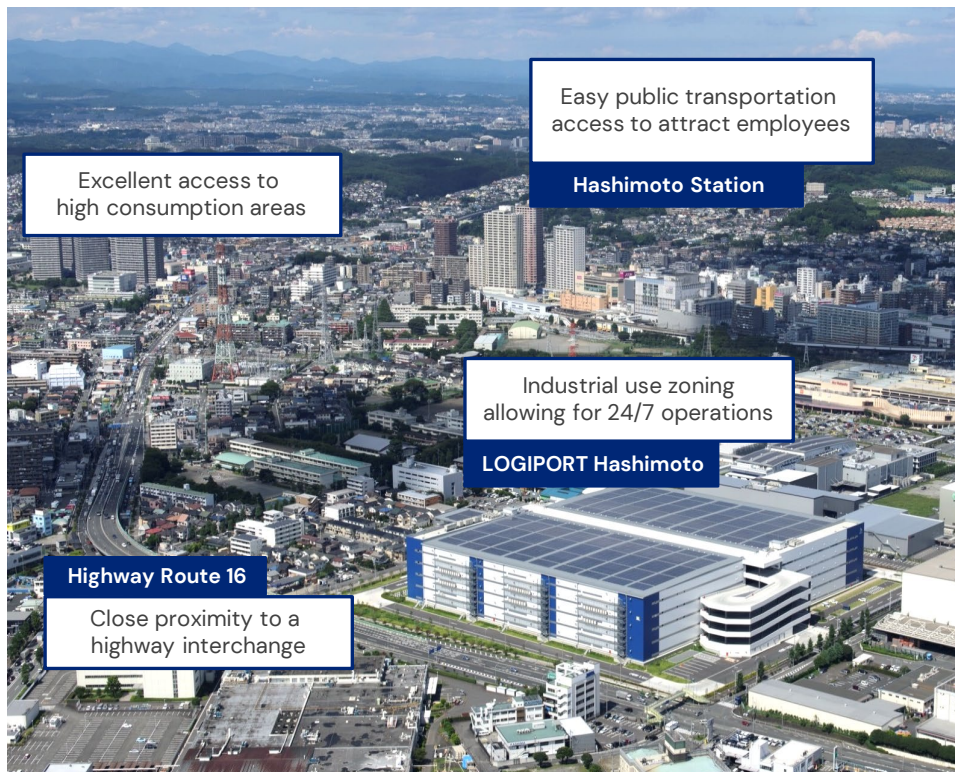 Easy public transportation
access to attract employees
Hashimoto Station
Excellent access to
high consumption areas
Industrial use zoning
allowing for 24/7 operations
LOGIPORT Hashimoto
Highway Route 16
Close proximity to a
highway interchange